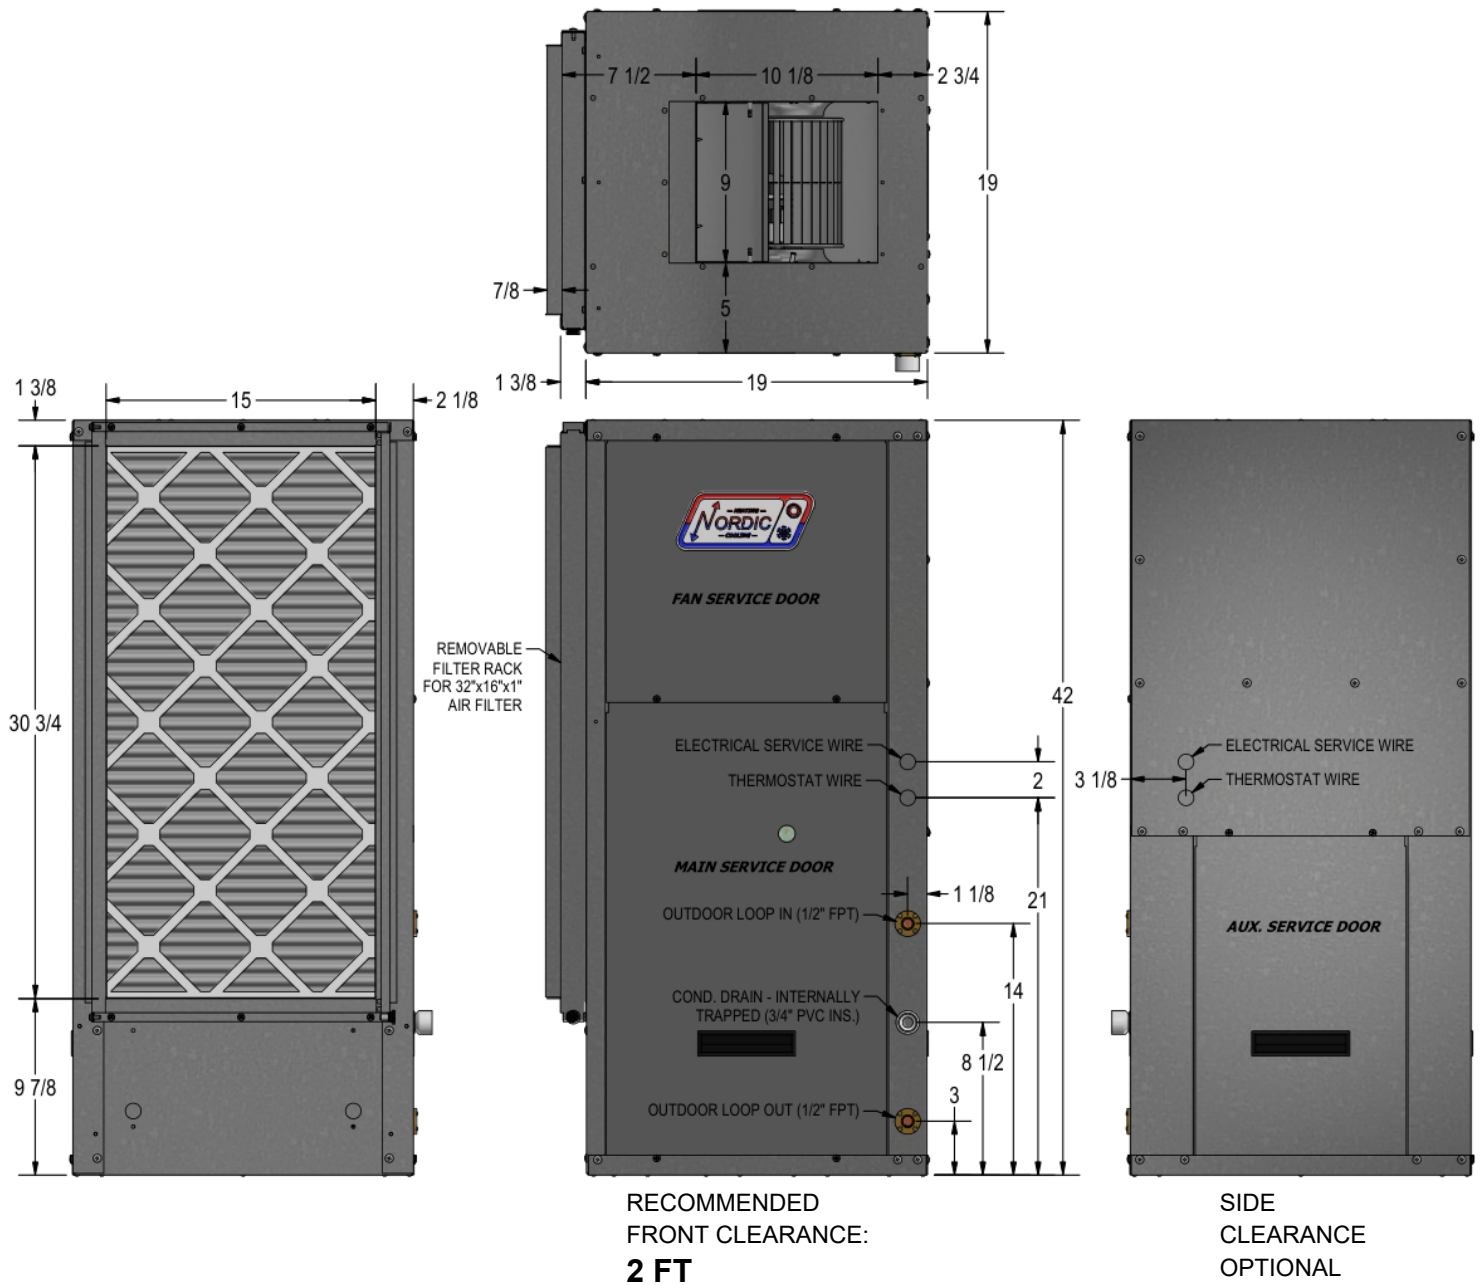 7 1/2
10 1/8
2 3/4
9
19
7/8
5
1 3/8
19
1 3/8
15
2 1/8
30 3/4
9 7/8
HEATING
NORDIC
COOLING
FAN SERVICE DOOR
REMOVABLE
FILTER RACK
FOR 32"x16"x1"
AIR FILTER
ELECTRICAL SERVICE WIRE
THERMOSTAT WIRE
MAIN SERVICE DOOR
OUTDOOR LOOP IN (1/2" FPT)
COND. DRAIN - INTERNALLY
TRAPPED (3/4" PVC INS.)
OUTDOOR LOOP OUT (1/2" FPT)
42
2
1 1/8
21
14
8 1/2
3
ELECTRICAL SERVICE WIRE
3 1/8
THERMOSTAT WIRE
AUX. SERVICE DOOR
RECOMMENDED
FRONT CLEARANCE:
2 FT
SIDE
CLEARANCE
OPTIONAL